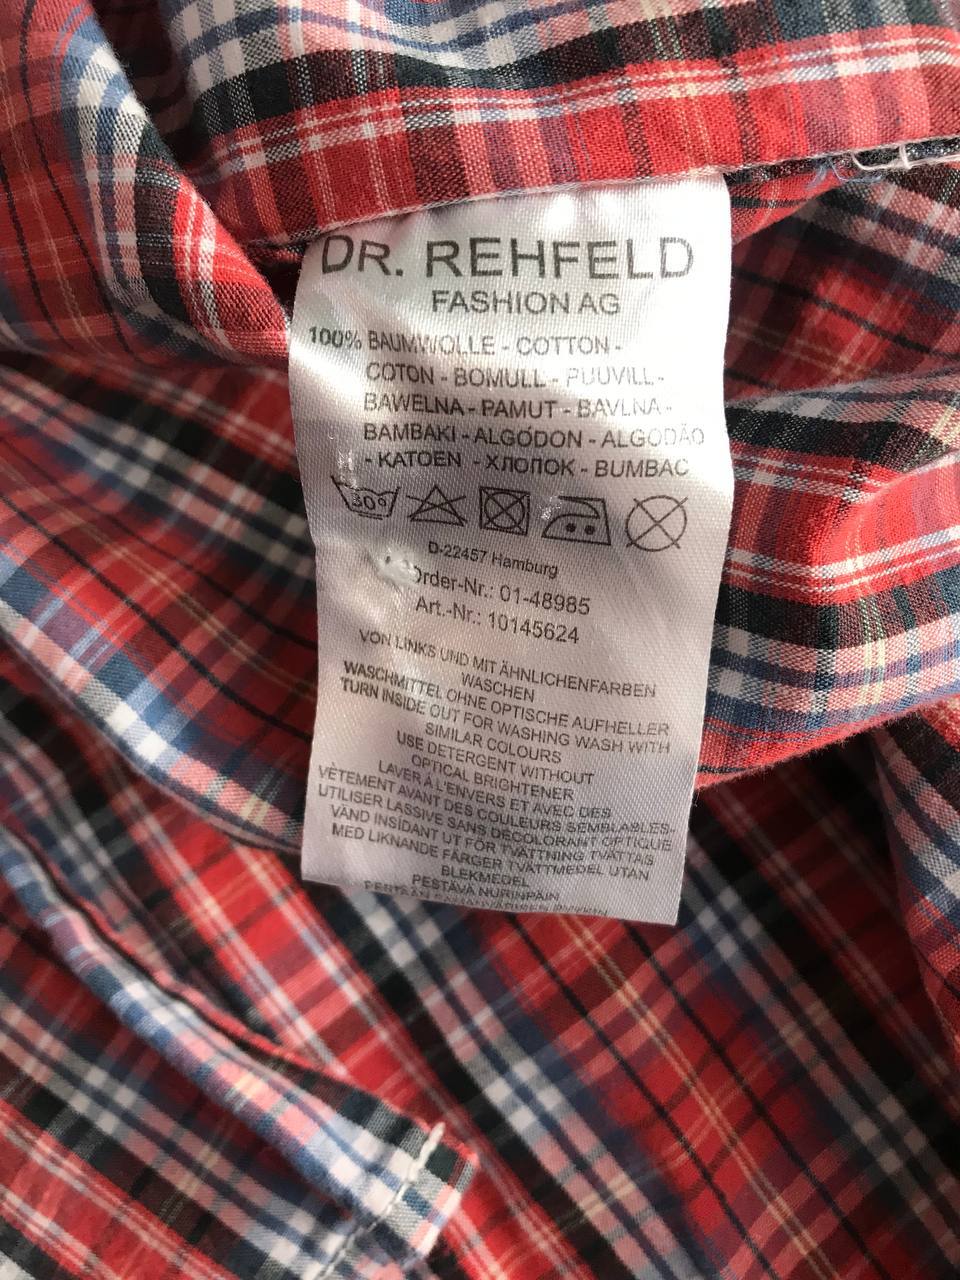 DR. REHFELD
FASHION AG
100% BAUMWOLLE - COTTON -
COTON - BOMULL - PUUVILL -
BAWELNA - PAMUT - BAVLNA -
BAMBAKI - ALGÓDON - ALGODÃO
- KATOEN - ХЛОПОК - BUMBAC
30°
D-22457 Hamburg
Order-Nr.: 01-48985
Art.-Nr.: 10145624
VON LINKS UND MIT ÄHNLICHENFARBEN
WASCHEN
WASCHMITTEL OHNE OPTISCHE AUFHELLER
TURN INSIDE OUT FOR WASHING WASH WITH
SIMILAR COLOURS
USE DETERGENT WITHOUT
OPTICAL BRIGHTENER
LAVER À L'ENVERS ET AVEC DES
VÊTEMENT AVANT DES COULEURS SEMBLABLES-
UTILISER LASSIVE SANS DÉCOLORANT OPTIQUE
VÄND INSÍDAN UT FÖR TVÄTTNING TVÄTTAS
MED LIKNANDE FÄRGER TVÄTTMEDEL UTAN
BLEKMEDEL
PESTÄVÄ NURINPÄIN